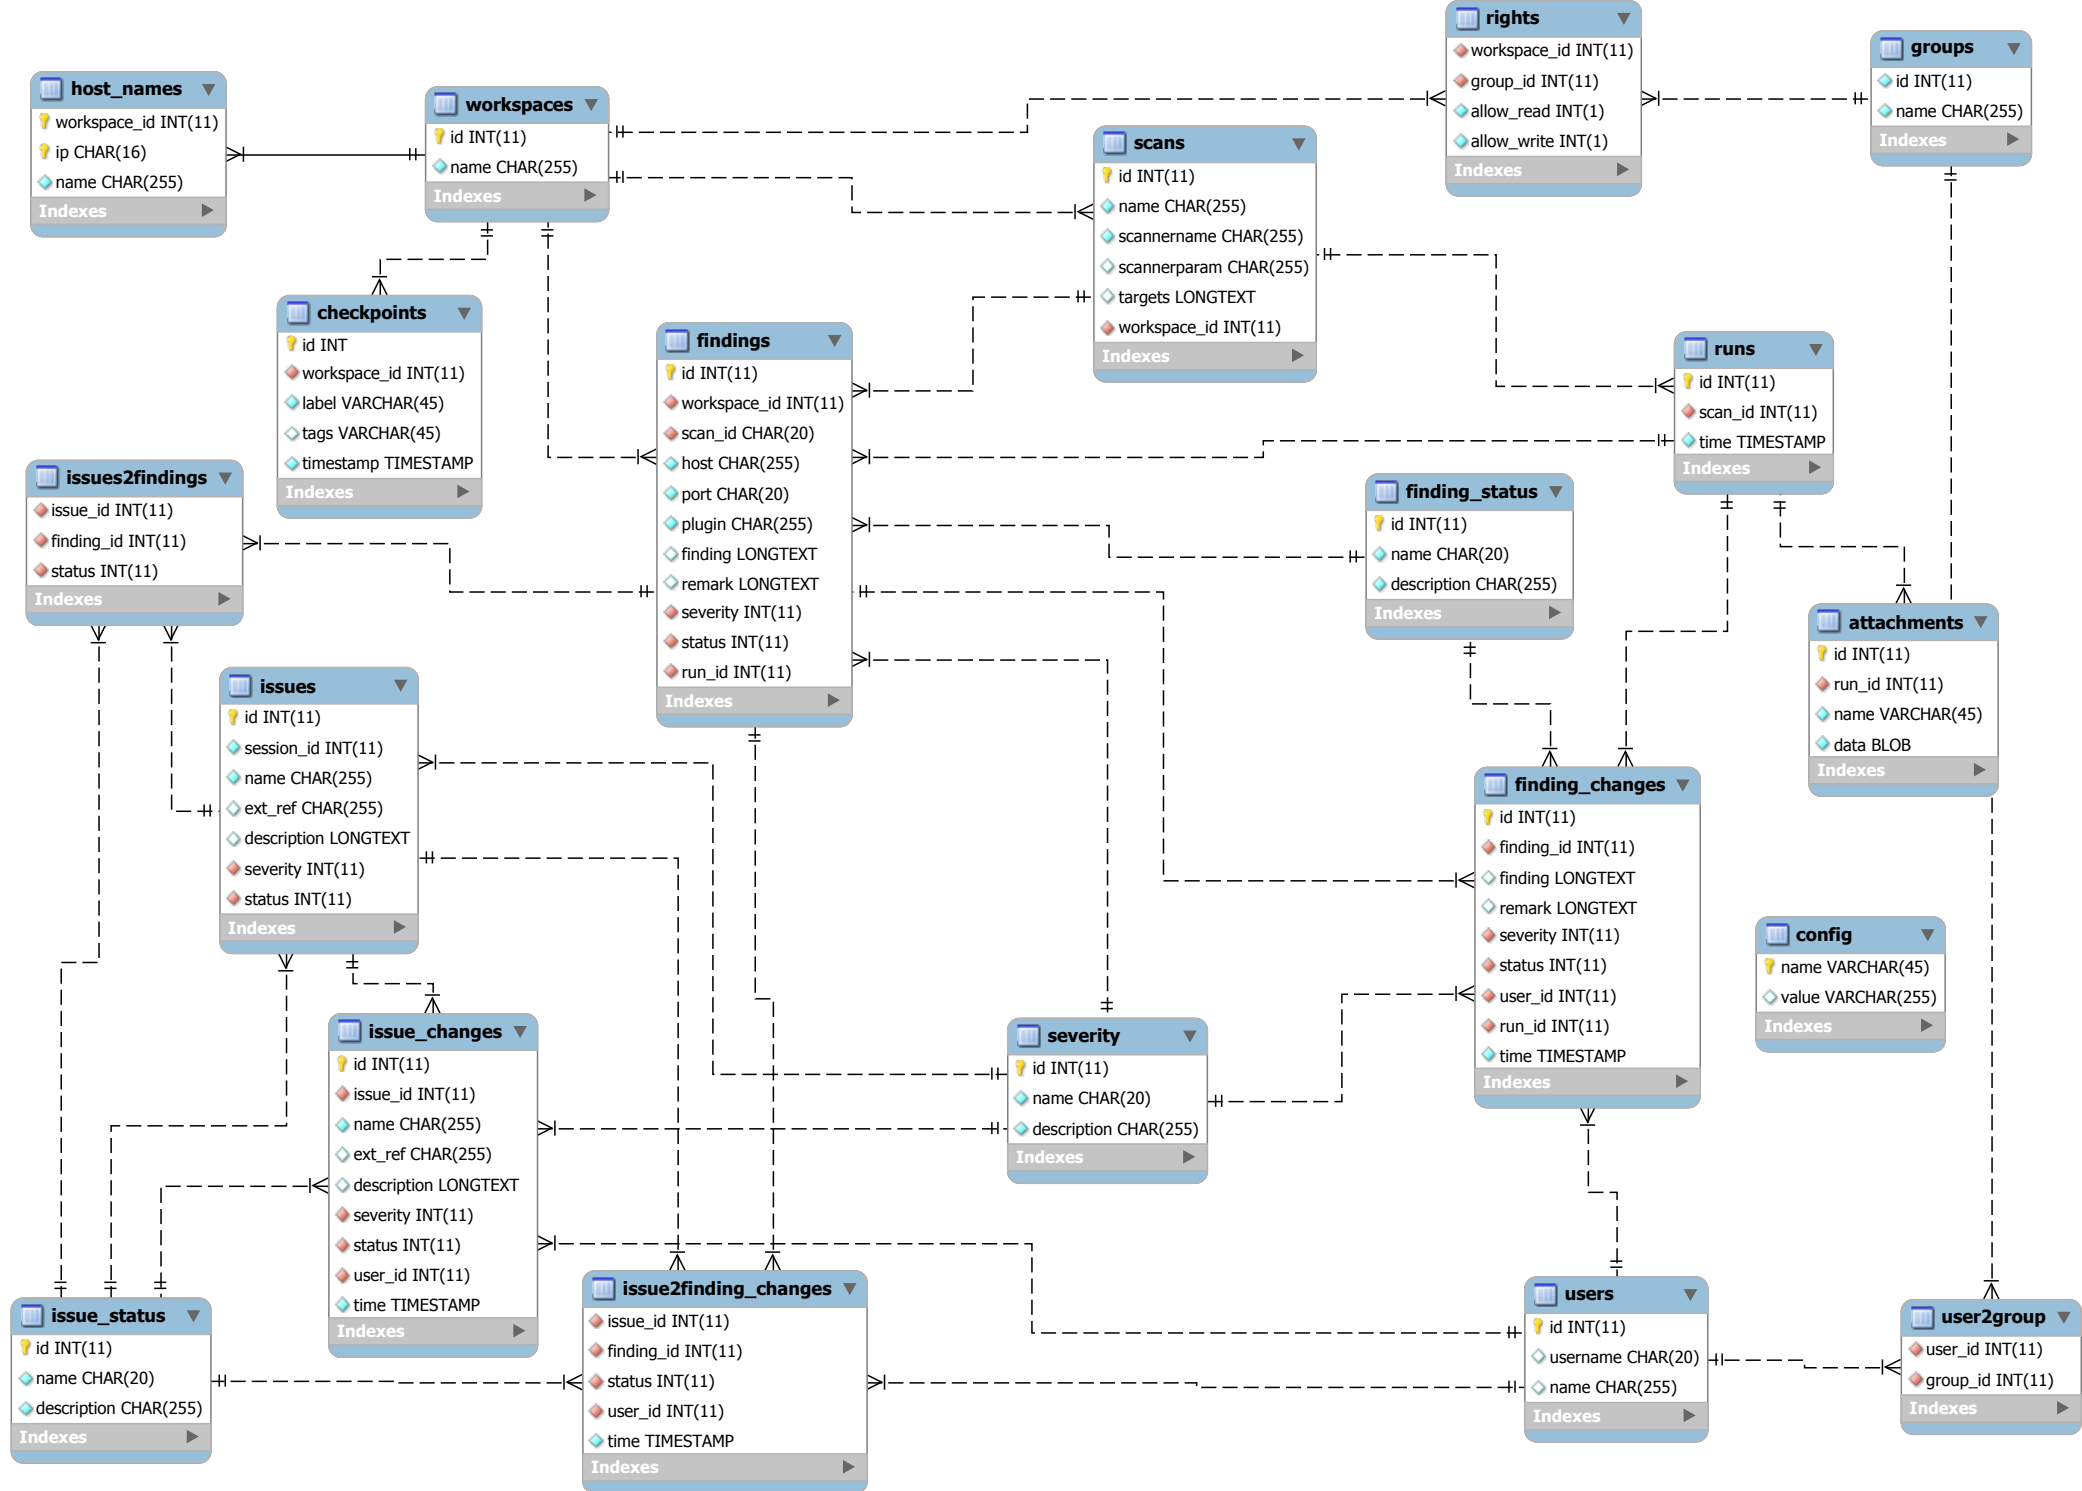 rights
workspace_id INT(11)
group_id INT(11)
allow_read INT(1)
allow_write INT(1)
Indexes
groups
id INT(11)
name CHAR(255)
Indexes
host_names
workspace_id INT(11)
ip CHAR(16)
name CHAR(255)
Indexes
workspaces
id INT(11)
name CHAR(255)
Indexes
scans
id INT(11)
name CHAR(255)
scannername CHAR(255)
scannerparam CHAR(255)
targets LONGTEXT
workspace_id INT(11)
Indexes
checkpoints
id INT
workspace_id INT(11)
label VARCHAR(45)
tags VARCHAR(45)
timestamp TIMESTAMP
Indexes
findings
id INT(11)
workspace_id INT(11)
scan_id CHAR(20)
host CHAR(255)
port CHAR(20)
plugin CHAR(255)
finding LONGTEXT
remark LONGTEXT
severity INT(11)
status INT(11)
run_id INT(11)
Indexes
runs
id INT(11)
scan_id INT(11)
time TIMESTAMP
Indexes
issues2findings
issue_id INT(11)
finding_id INT(11)
status INT(11)
Indexes
finding_status
id INT(11)
name CHAR(20)
description CHAR(255)
Indexes
attachments
id INT(11)
run_id INT(11)
name VARCHAR(45)
data BLOB
Indexes
issues
id INT(11)
session_id INT(11)
name CHAR(255)
ext_ref CHAR(255)
description LONGTEXT
severity INT(11)
status INT(11)
Indexes
finding_changes
id INT(11)
finding_id INT(11)
finding LONGTEXT
remark LONGTEXT
severity INT(11)
status INT(11)
user_id INT(11)
run_id INT(11)
time TIMESTAMP
Indexes
config
name VARCHAR(45)
value VARCHAR(255)
Indexes
issue_changes
id INT(11)
issue_id INT(11)
name CHAR(255)
ext_ref CHAR(255)
description LONGTEXT
severity INT(11)
status INT(11)
user_id INT(11)
time TIMESTAMP
Indexes
severity
id INT(11)
name CHAR(20)
description CHAR(255)
Indexes
issue_status
id INT(11)
name CHAR(20)
description CHAR(255)
Indexes
issue2finding_changes
issue_id INT(11)
finding_id INT(11)
status INT(11)
user_id INT(11)
time TIMESTAMP
Indexes
users
id INT(11)
username CHAR(20)
name CHAR(255)
Indexes
user2group
user_id INT(11)
group_id INT(11)
Indexes